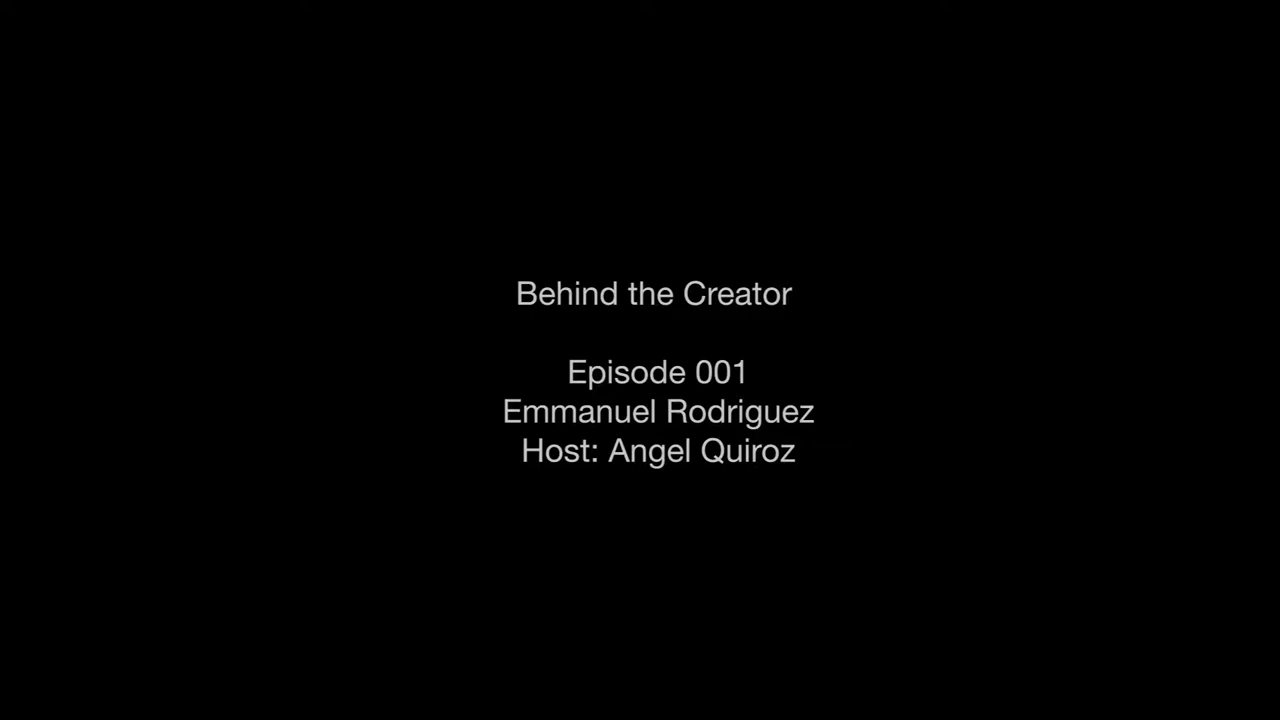 Behind the Creator
Episode 001
Emmanuel Rodriguez
Host: Angel Quiroz